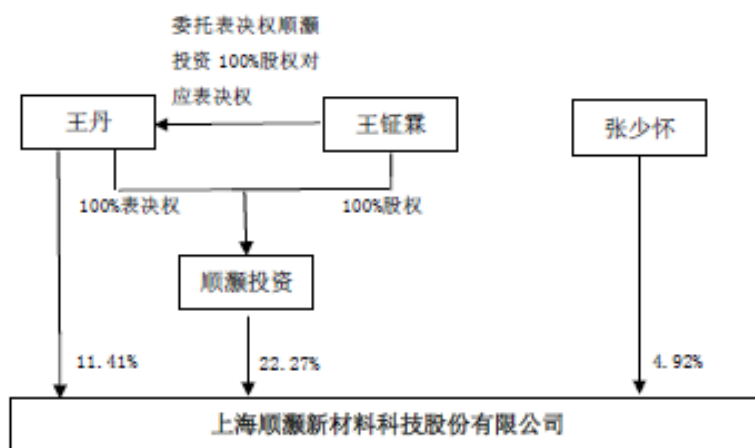 委托表决权顺灏
投资 100%股权对
应表决权
王丹
王钲霖
张少怀
100%表决权
100%股权
顺灏投资
11.41%
22.27%
4.92%
上海顺灏新材料科技股份有限公司